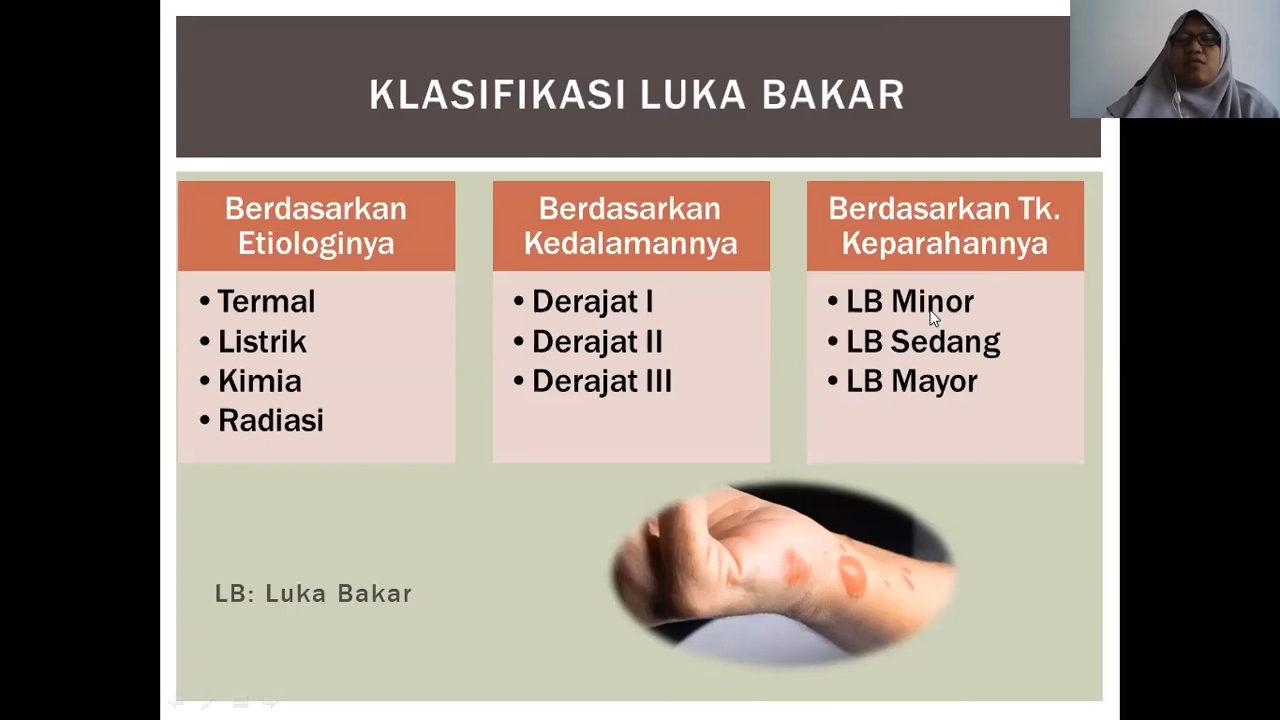 KLASIFIKASI LUKA BAKAR
Berdasarkan
Etiologinya
• Termal
• Listrik
• Kimia
• Radiasi
Berdasarkan
Kedalamannya
• Derajat I
• Derajat II
• Derajat III
Berdasarkan Tk.
Keparahannya
• LB Minor
• LB Sedang
• LB Mayor
LB: Luka Bakar